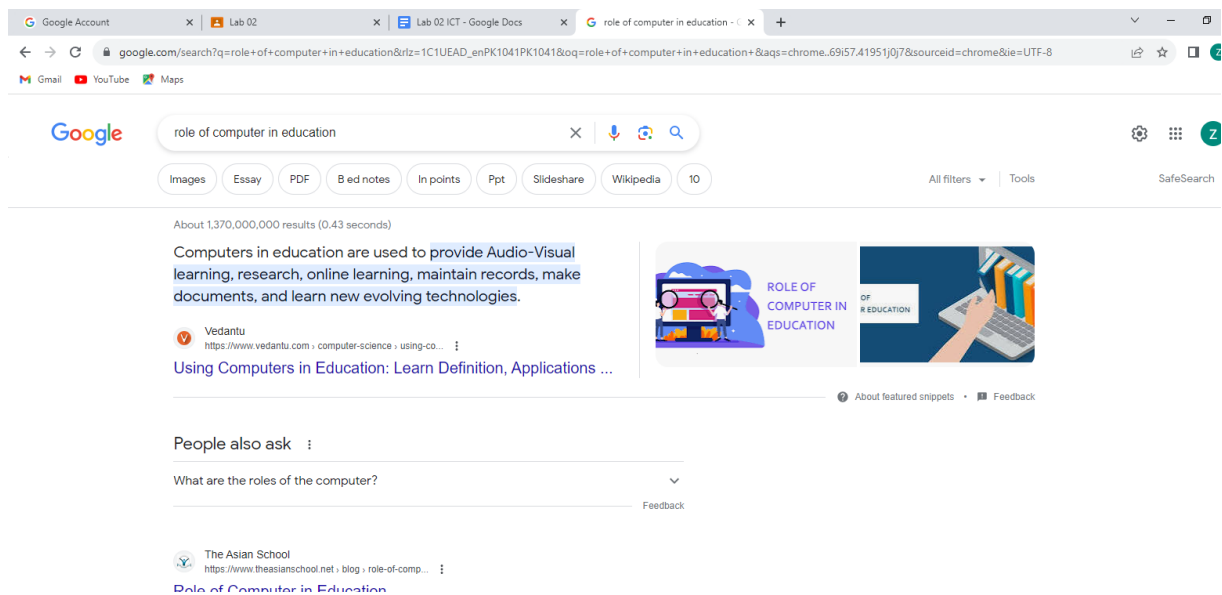 Google Account
Lab 02
Lab 02 ICT - Google Docs
role of computer in education -
google.com/search?q=role+of+computer+in+education&rlz=1C1UEAD_enPK1041PK1041&oq=role+of+computer+in+education+&aqs=chrome..69i57.41951j0j7&sourceid=chrome&ie=UTF-8
Z
Gmail
YouTube
Maps
Google
role of computer in education
Z
Images
Essay
PDF
B ed notes
In points
Ppt
Slideshare
Wikipedia
10
All filters
Tools
SafeSearch
About 1,370,000,000 results (0.43 seconds)
Computers in education are used to provide Audio-Visual
learning, research, online learning, maintain records, make
documents, and learn new evolving technologies.
ROLE OF
COMPUTER IN
EDUCATION
OF
R EDUCATION
Vedantu
https://www.vedantu.com › computer-science › using-co...
Using Computers in Education: Learn Definition, Applications ...
About featured snippets • Feedback
People also ask
What are the roles of the computer?
Feedback
The Asian School
https://www.theasianschool.net › blog › role-of-comp...
Role of Computer in Education